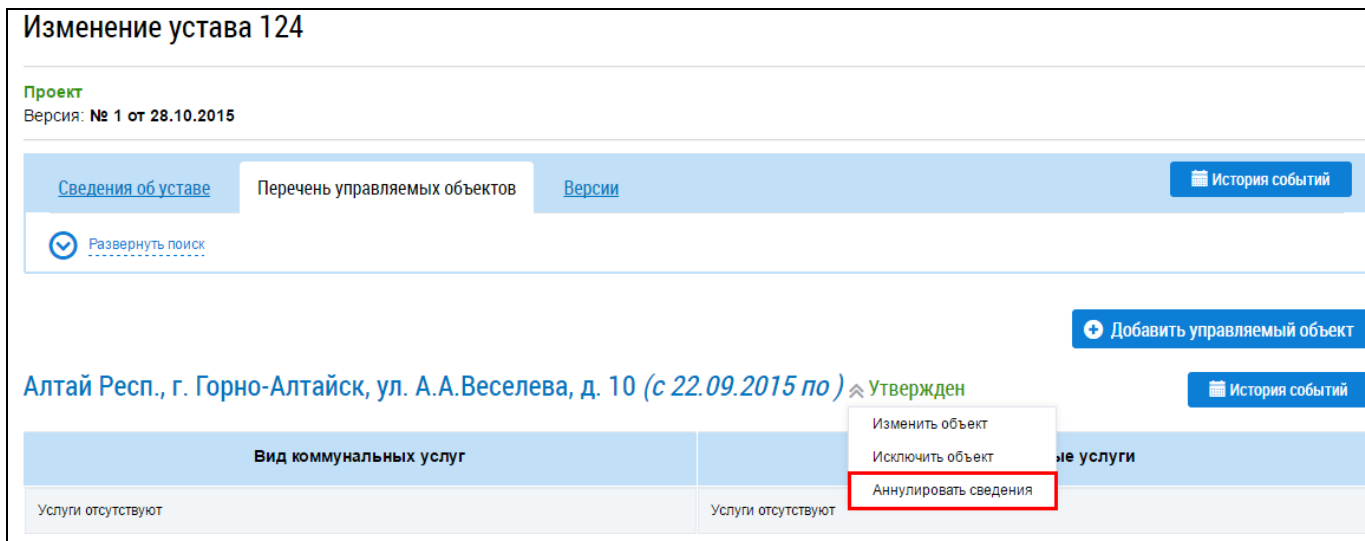 Изменение устава 124
Проект
Версия: № 1 от 28.10.2015
Сведения об уставе Перечень управляемых объектов Версии История событий
Развернуть поиск
Добавить управляемый объект
Алтай Респ., г. Горно-Алтайск, ул. А.А.Веселева, д. 10 (с 22.09.2015 по ) Утвержден История событий
Изменить объект
Вид коммунальных услуг Исключить объект услуги
Аннулировать сведения
Услуги отсутствуют Услуги отсутствуют